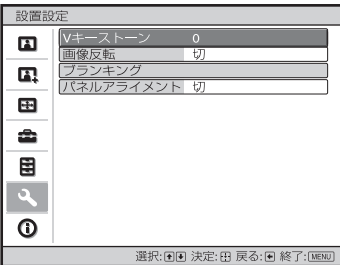 設置設定
Vキーストーン 0
画像反転 切
ブランキング
パネルアライメント 切
選択: 決定: 戻る: 終了:MENU